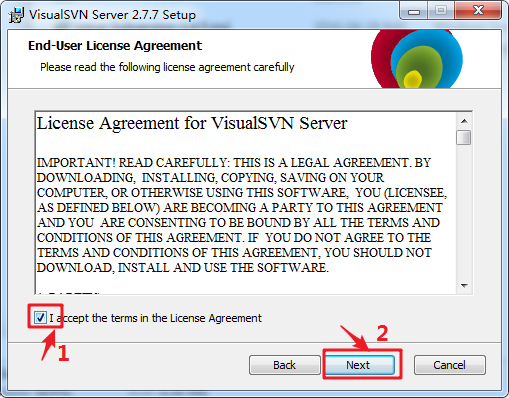 VisualSVN Server 2.7.7 Setup
End-User License Agreement
Please read the following license agreement carefully
License Agreement for VisualSVN Server
IMPORTANT! READ CAREFULLY: THIS IS A LEGAL AGREEMENT. BY
DOWNLOADING, INSTALLING, COPYING, SAVING ON YOUR
COMPUTER, OR OTHERWISE USING THIS SOFTWARE, YOU (LICENSEE,
AS DEFINED BELOW) ARE BECOMING A PARTY TO THIS AGREEMENT
AND YOU ARE CONSENTING TO BE BOUND BY ALL THE TERMS AND
CONDITIONS OF THIS AGREEMENT. IF YOU DO NOT AGREE TO THE
TERMS AND CONDITIONS OF THIS AGREEMENT, YOU SHOULD NOT
DOWNLOAD, INSTALL AND USE THE SOFTWARE.
I accept the terms in the License Agreement
1
2
Back Next Cancel